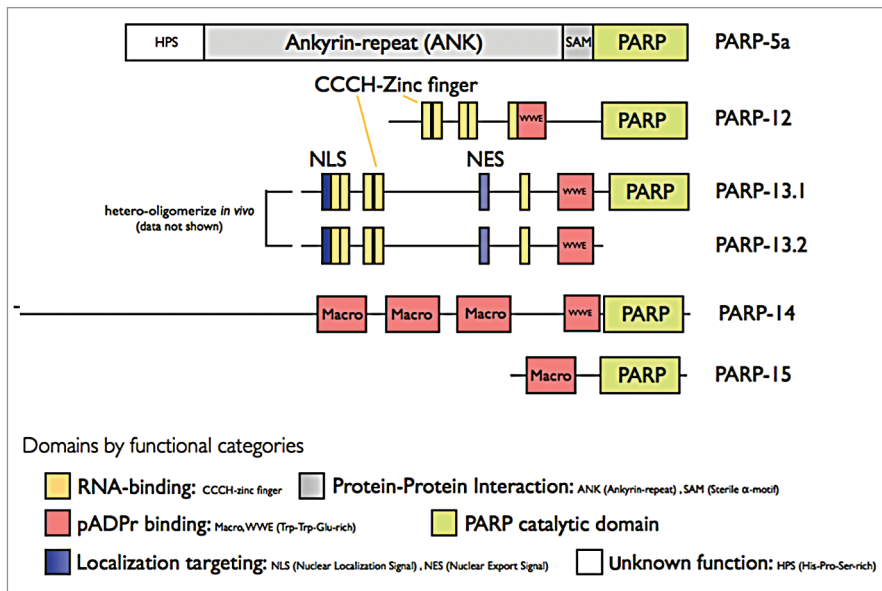 HPS Ankyrin-repeat (ANK) SAM PARP PARP-5a
CCCH-Zinc finger
WWE PARP PARP-12
NLS NES
WWE PARP PARP-13.1
hetero-oligomerize in vivo
(data not shown)
WWE PARP-13.2
Macro Macro Macro WWE PARP PARP-14
Macro PARP PARP-15
Domains by functional categories
RNA-binding: CCCH-zinc finger Protein-Protein Interaction: ANK (Ankyrin-repeat) , SAM (Sterile α-motif)
pADPr binding: Macro, WWE (Trp-Trp-Glu-rich) PARP catalytic domain
Localization targeting: NLS (Nuclear Localization Signal) , NES (Nuclear Export Signal) Unknown function: HPS (His-Pro-Ser-rich)